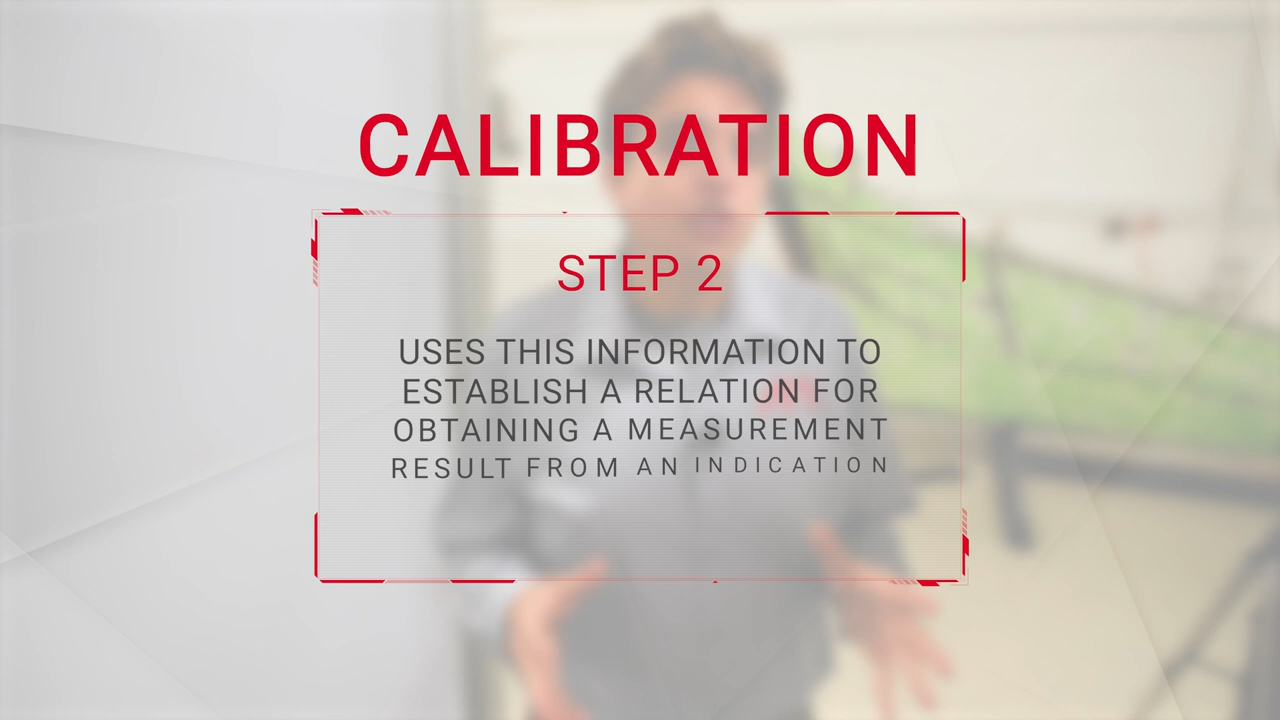 CALIBRATION
STEP 2
USES THIS INFORMATION TO
ESTABLISH A RELATION FOR
OBTAINING A MEASUREMENT
RESULT FROM AN INDICATION